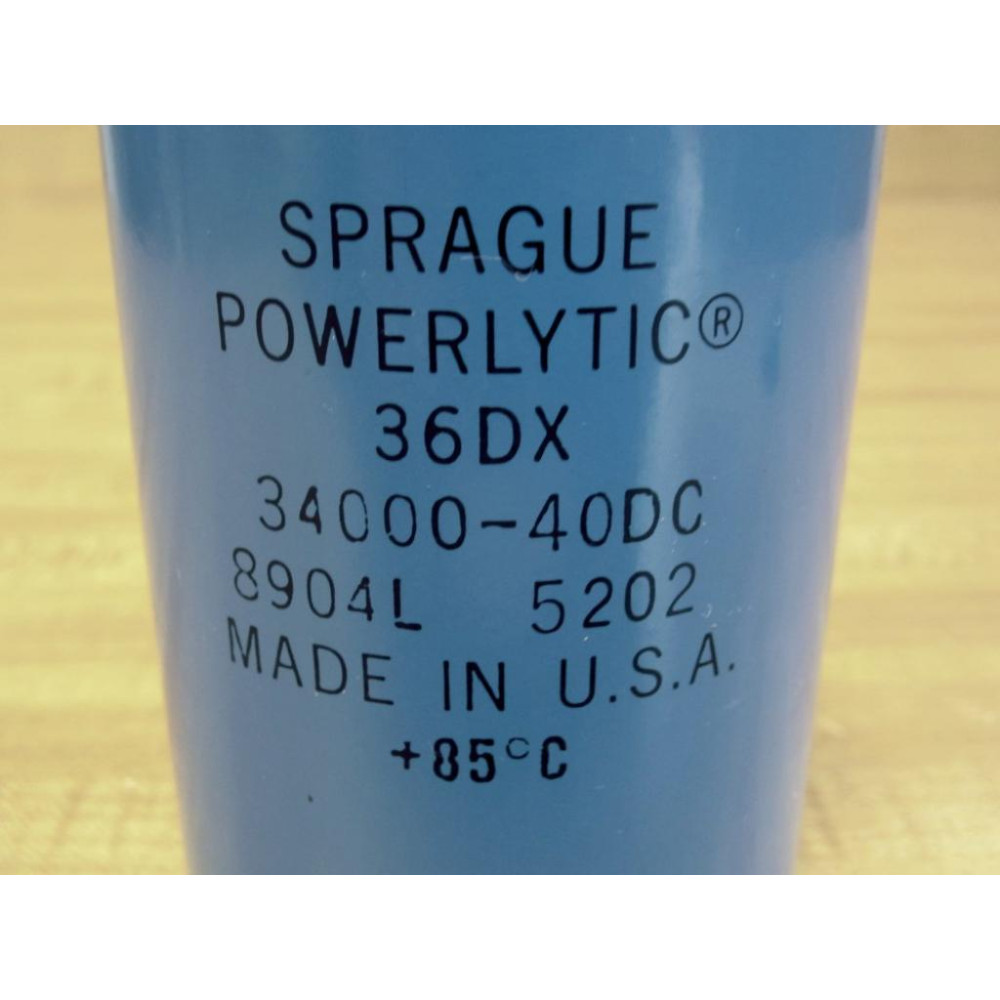 SPRAGUE
POWERLYTIC®
36DX
34000-40DC
8904L 5202
MADE IN U.S.A.
+85°C